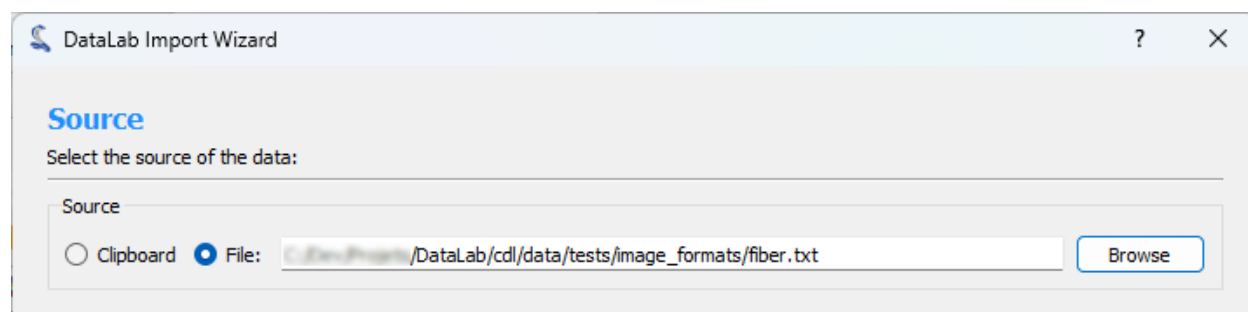 DataLab Import Wizard ?
Source
Select the source of the data:
Source
Clipboard File: /DataLab/cdl/data/tests/image_formats/fiber.txt Browse